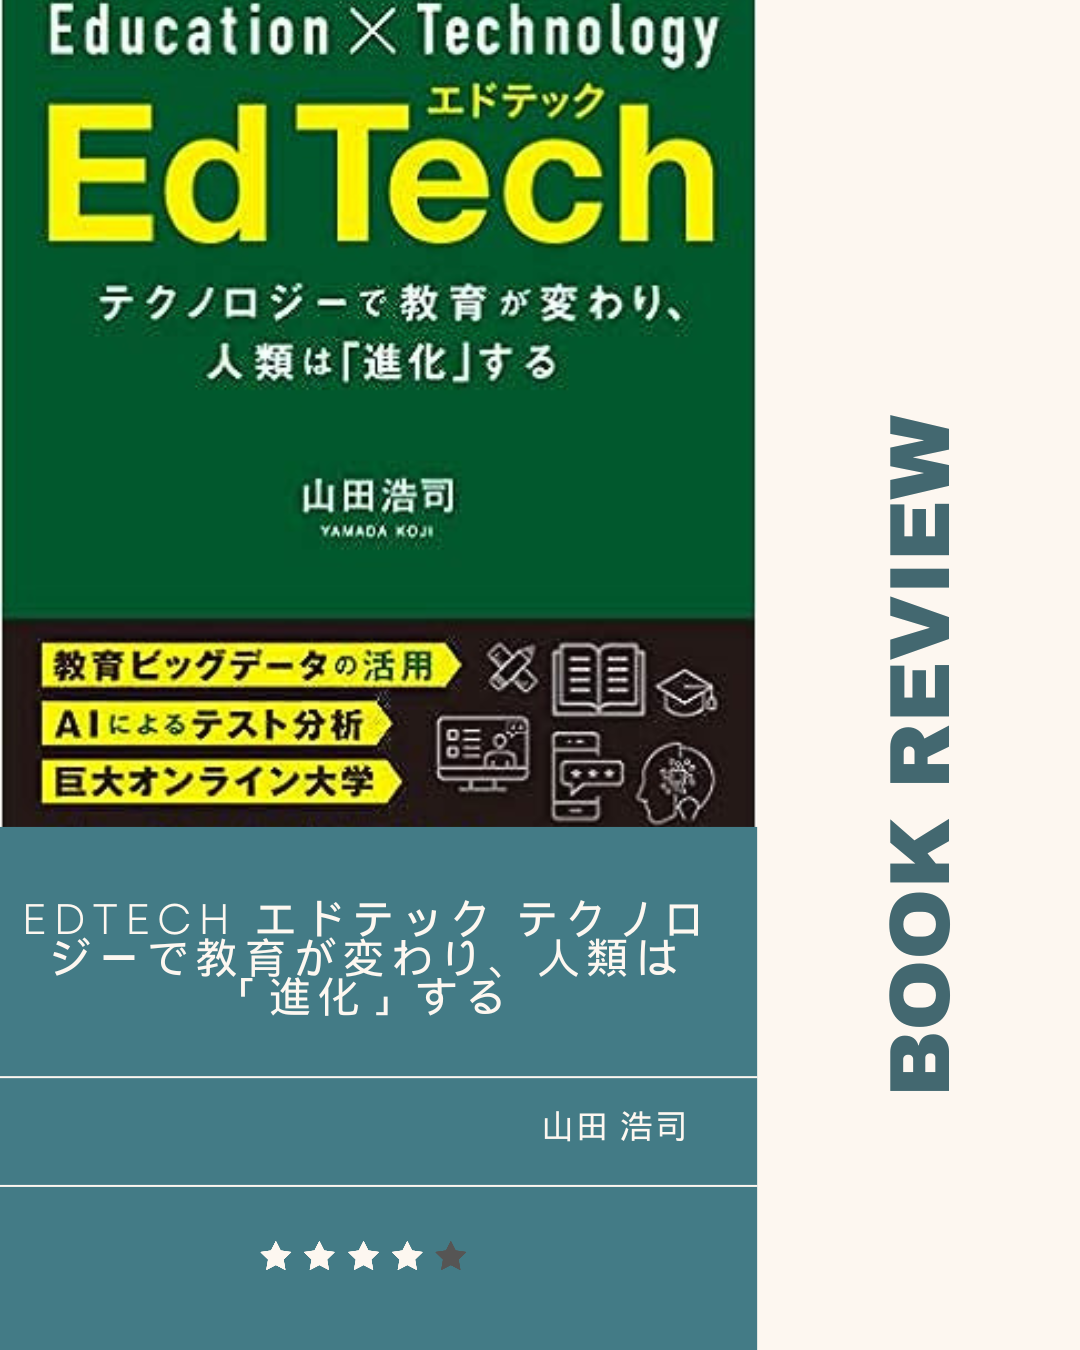 Education × Technology
エドテック
EdTech
テクノロジーで教育が変わり、
人類は「進化」する
山田浩司
YAMADA KOJI
教育ビッグデータの活用
AIによるテスト分析
巨大オンライン大学
EDTECH エドテック テクノロ
ジーで教育が変わり、人類は
「進化」する
山田 浩司
BOOK REVIEW